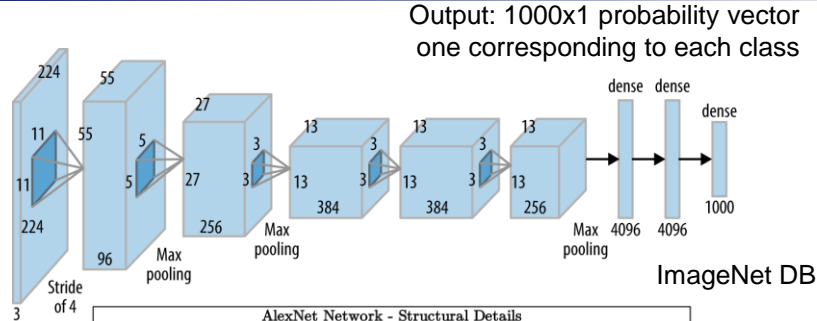 Output: 1000x1 probability vector
one corresponding to each class
224
55
27
13
13
13
dense
dense
dense
11
55
5
3
3
3
11
5
27
3
13
3
13
3
13
224
96
256
384
384
256
1000
Max
pooling
Max
pooling
Max
pooling
4096
4096
Stride
of 4
3
ImageNet DB
AlexNet Network - Structural Details